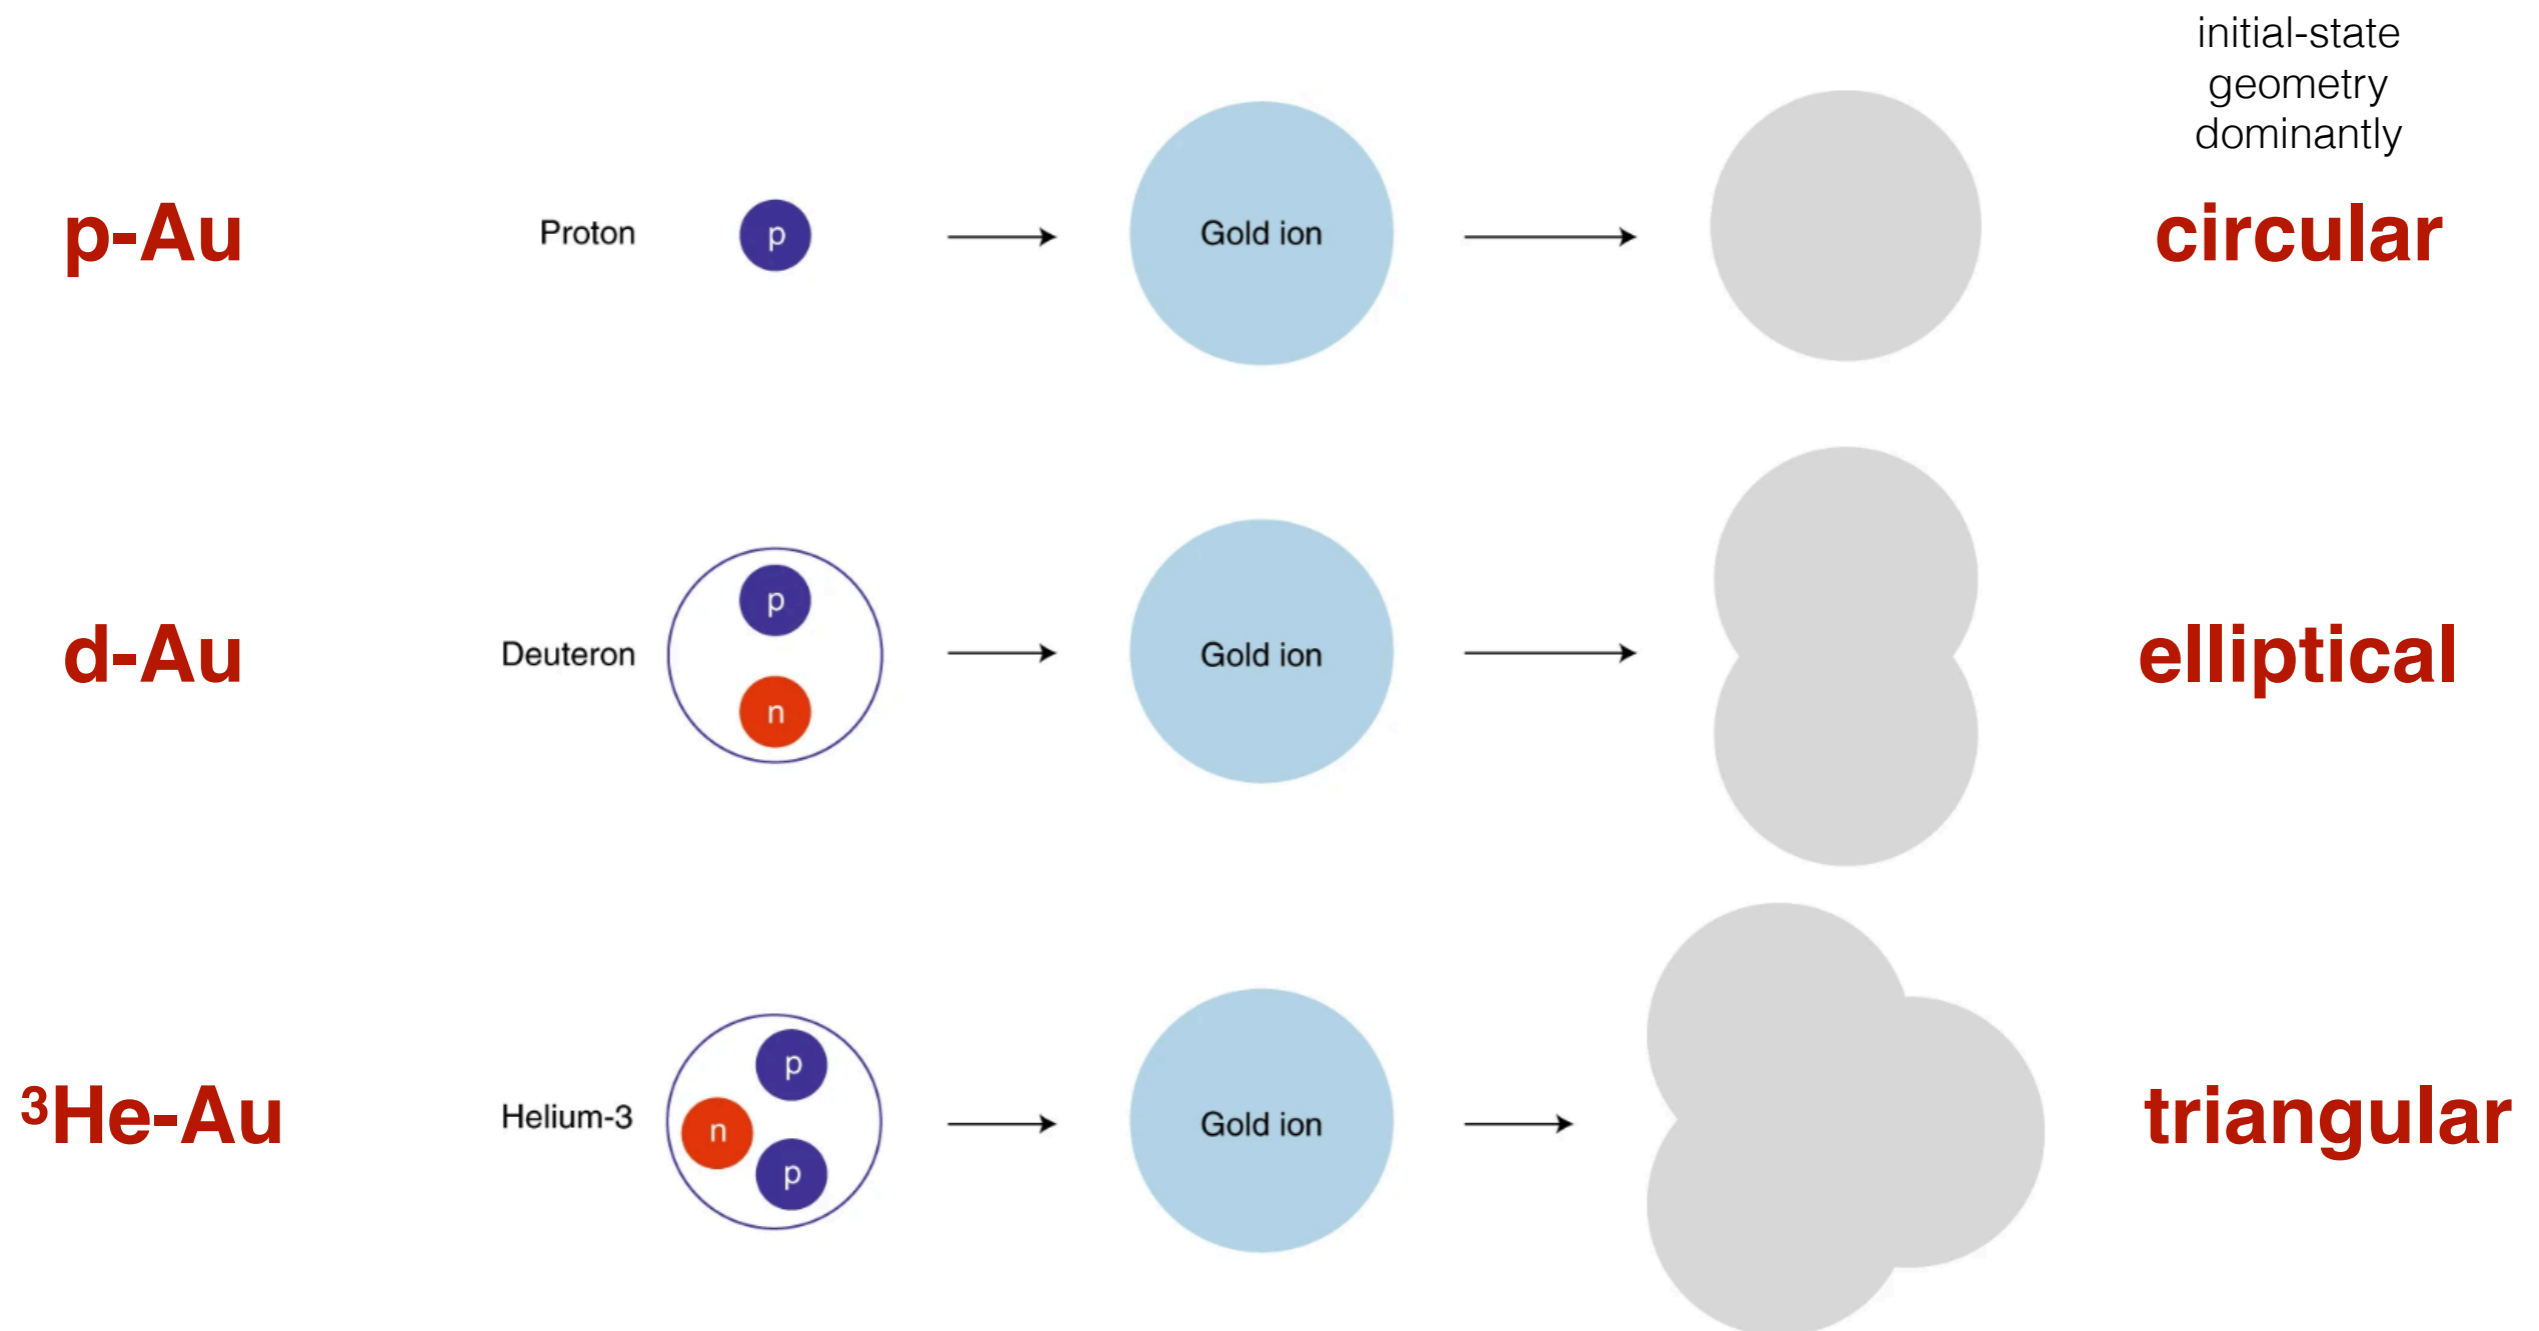 initial-state
geometry
dominantly
p-Au
Proton
p
Gold ion
circular
d-Au
Deuteron
p
n
Gold ion
elliptical
³He-Au
Helium-3
p
n
p
Gold ion
triangular